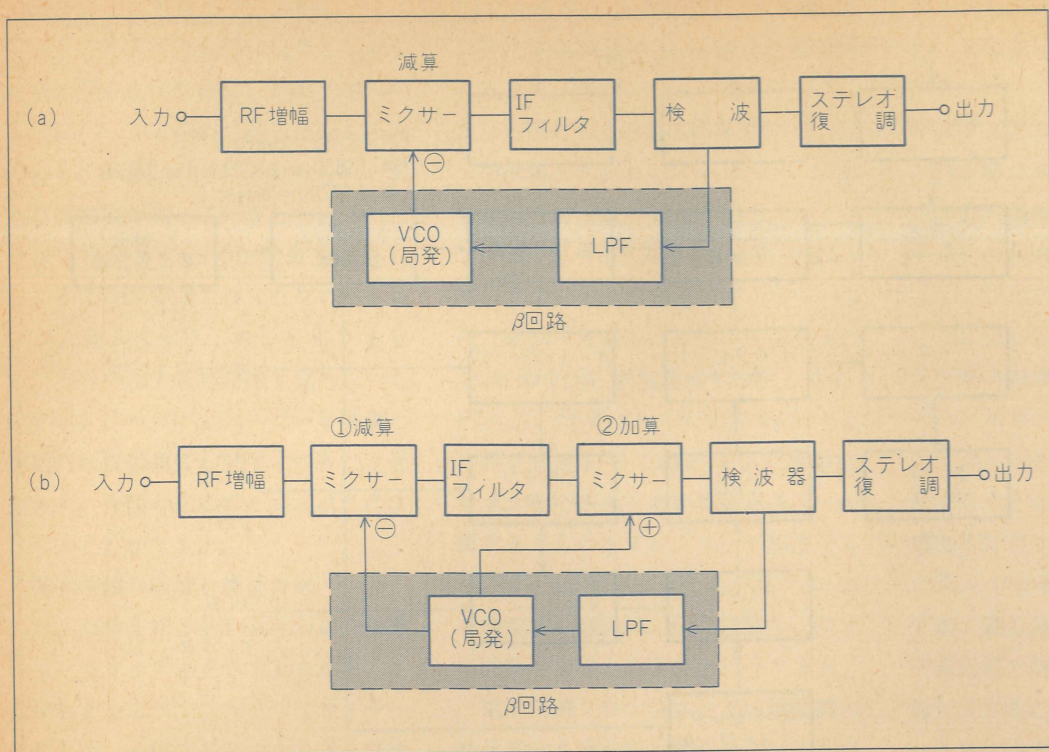 減算
(a)
入力
RF増幅
ミクサー
IF
フィルタ
検 波
ステレオ
復 調
出力
⊖
VCO
(局発)
LPF
β回路
①減算
②加算
(b)
入力
RF増幅
ミクサー
IF
フィルタ
ミクサー
検 波 器
ステレオ
復 調
出力
⊖
⊕
VCO
(局発)
LPF
β回路